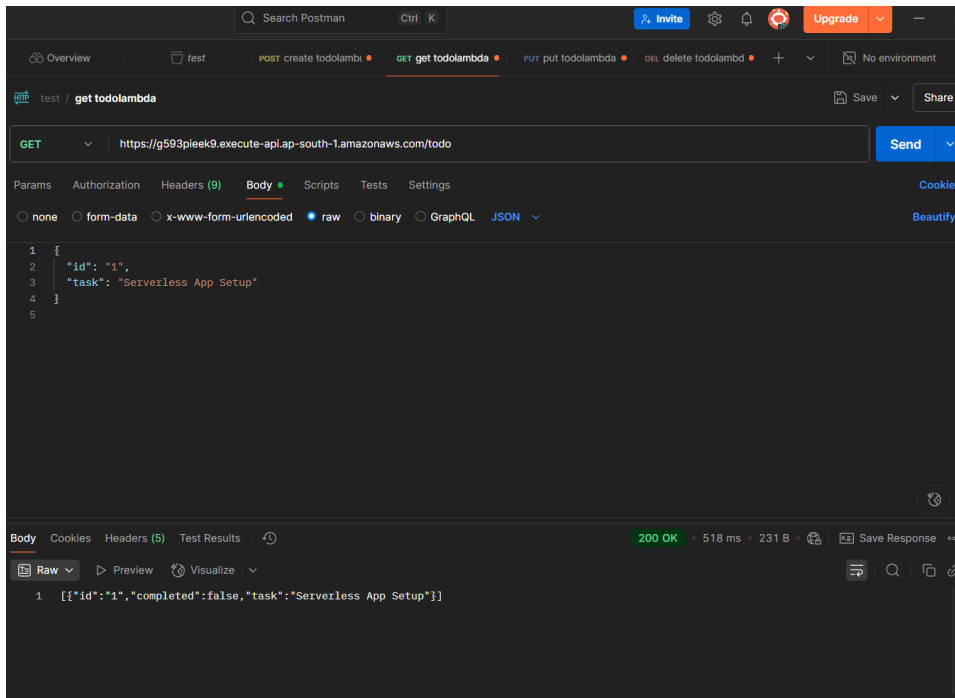 Search Postman Ctrl K Invite Upgrade
Overview test POST create todolambc GET get todolambda PUT put todolambda DEL delete todolambd No environment
HTTP test / get todolambda Save Share
GET https://g593pieek9.execute-api.ap-south-1.amazonaws.com/todo Send
Params Authorization Headers (9) Body Scripts Tests Settings Cookie
none form-data x-www-form-urlencoded raw binary GraphQL JSON Beautify
1 {
2 "id": "1",
3 "task": "Serverless App Setup"
4 }
5
Body Cookies Headers (5) Test Results 200 OK 518 ms 231 B e.g. Save Response
Raw Preview Visualize
1 [{"id":"1","completed":false,"task":"Serverless App Setup"}]